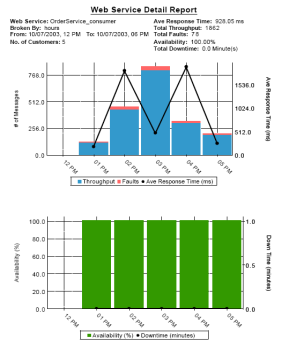 Web Service Detail Report
Web Service: OrderService_consumer
Broken By: hours
From: 10/07/2003, 12 PM To: 10/07/2003, 06 PM
No. of Customers: 5
Ave Response Time: 928.05 ms
Total Throughput: 1862
Total Faults: 76
Availability: 100.00%
Total Downtime: 0.0 Minute(s)
# of Messages
768.0
512.0
256.0
0.0
1536.0
1024.0
512.0
0.0
Ave Response Time (ms)
12 PM
01 PM
02 PM
03 PM
04 PM
05 PM
Throughput Faults Ave Response Time (ms)
Availability (%)
100.0
80.0
60.0
40.0
20.0
0.0
1.0
0.5
0.0
Down Time (minutes)
12 PM
01 PM
02 PM
03 PM
04 PM
05 PM
Availability (%) Downtime (minutes)